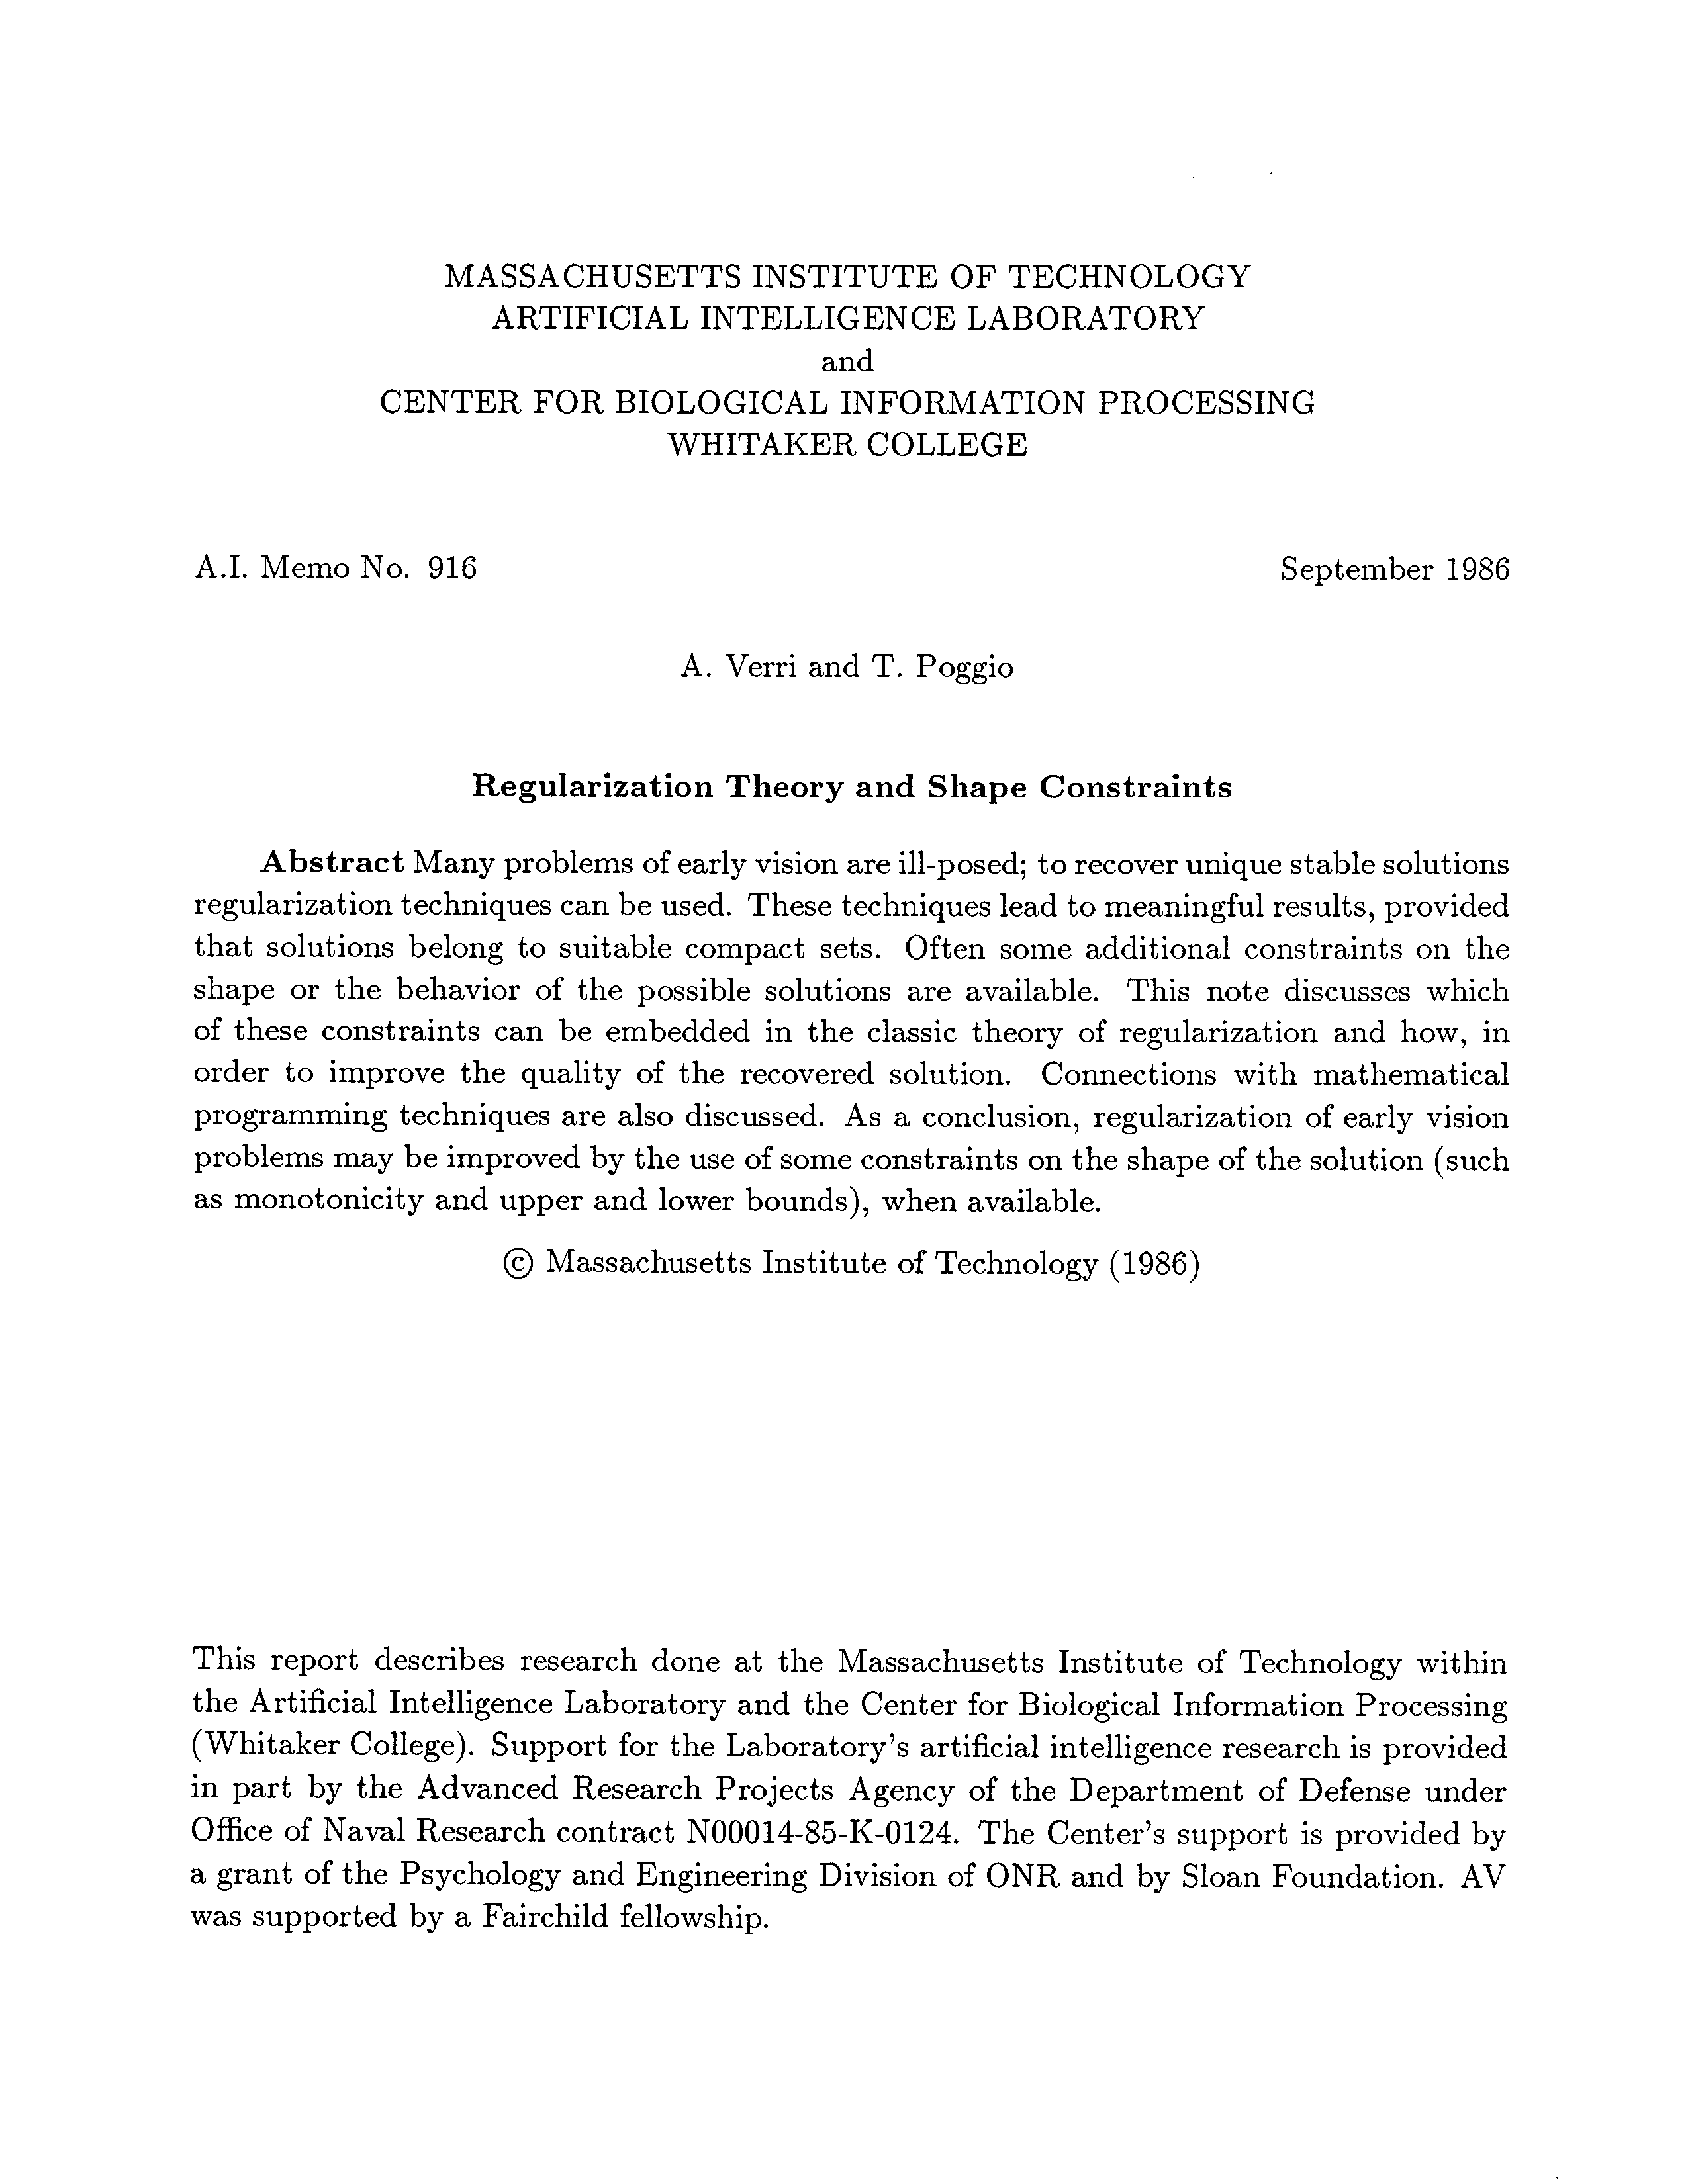 MASSACHUSETTS INSTITUTE OF TECHNOLOGY
ARTIFICIAL INTELLIGENCE LABORATORY
and
CENTER FOR BIOLOGICAL INFORMATION PROCESSING
WHITAKER COLLEGE
A.I. Memo No. 916 September 1986
A. Verri and T. Poggio
Regularization Theory and Shape Constraints
Abstract Many problems of early vision are ill-posed; to recover unique stable solutions
regularization techniques can be used. These techniques lead to meaningful results, provided
that solutions belong to suitable compact sets. Often some additional constraints on the
shape or the behavior of the possible solutions are available. This note discusses which
of these constraints can be embedded in the classic theory of regularization and how, in
order to improve the quality of the recovered solution. Connections with mathematical
programming techniques are also discussed. As a conclusion, regularization of early vision
problems may be improved by the use of some constraints on the shape of the solution (such
as monotonicity and upper and lower bounds), when available.
© Massachusetts Institute of Technology (1986)
This report describes research done at the Massachusetts Institute of Technology within
the Artificial Intelligence Laboratory and the Center for Biological Information Processing
(Whitaker College). Support for the Laboratory's artificial intelligence research is provided
in part by the Advanced Research Projects Agency of the Department of Defense under
Office of Naval Research contract N00014-85-K-0124. The Center's support is provided by
a grant of the Psychology and Engineering Division of ONR and by Sloan Foundation. AV
was supported by a Fairchild fellowship.